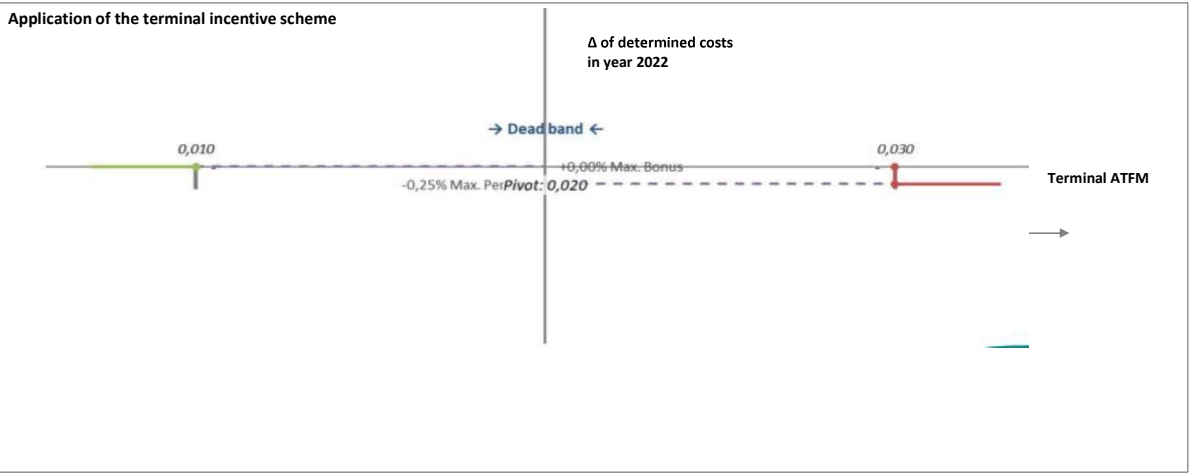 Application of the terminal incentive scheme
Δ of determined costs
in year 2022
→ Dead band ←
0,010
0,030
+0,00% Max. Bonus
-0,25% Max. Per
Pivot: 0,020
Terminal ATFM